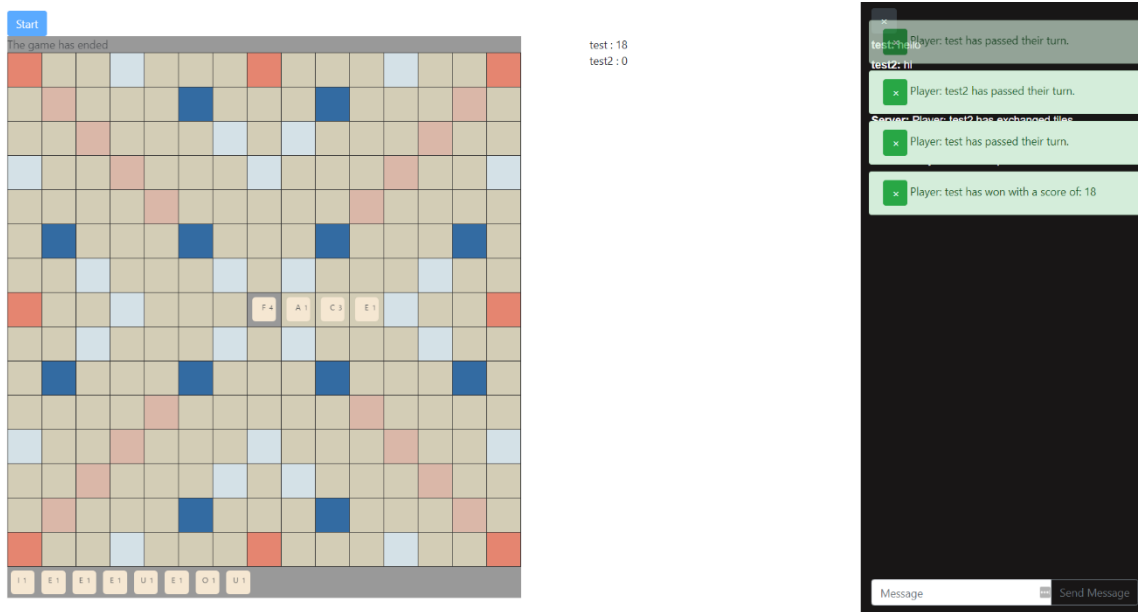 Start
The game has ended
test : 18
test2 : 0
F 4 A 1 C 3 E 1
I 1 E 1 E 1 E 1 U 1 E 1 O 1 U 1
×
test: hello
× Player: test has passed their turn.
test2: hi
× Player: test2 has passed their turn.
Server: Player: test2 has exchanged tiles
× Player: test has passed their turn.
× Player: test has won with a score of: 18
Message
Send Message